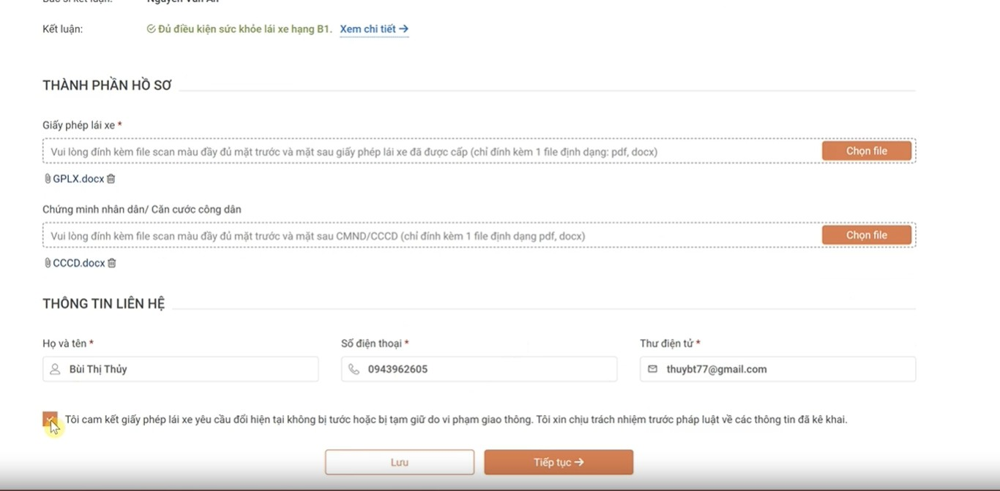 Bác sĩ kết luận: Nguyễn Văn An
Kết luận: Đủ điều kiện sức khỏe lái xe hạng B1. Xem chi tiết →
THÀNH PHẦN HỒ SƠ
Giấy phép lái xe *
Vui lòng đính kèm file scan màu đầy đủ mặt trước và mặt sau giấy phép lái xe đã được cấp (chỉ đính kèm 1 file định dạng: pdf, docx) Chọn file
GPLX.docx
Chứng minh nhân dân/ Căn cước công dân
Vui lòng đính kèm file scan màu đầy đủ mặt trước và mặt sau CMND/CCCD (chỉ đính kèm 1 file định dạng pdf, docx) Chọn file
CCCD.docx
THÔNG TIN LIÊN HỆ
Họ và tên * Số điện thoại * Thư điện tử *
Bùi Thị Thủy 0943962605 thuybt77@gmail.com
Tôi cam kết giấy phép lái xe yêu cầu đổi hiện tại không bị tước hoặc bị tạm giữ do vi phạm giao thông. Tôi xin chịu trách nhiệm trước pháp luật về các thông tin đã kê khai.
Lưu Tiếp tục →